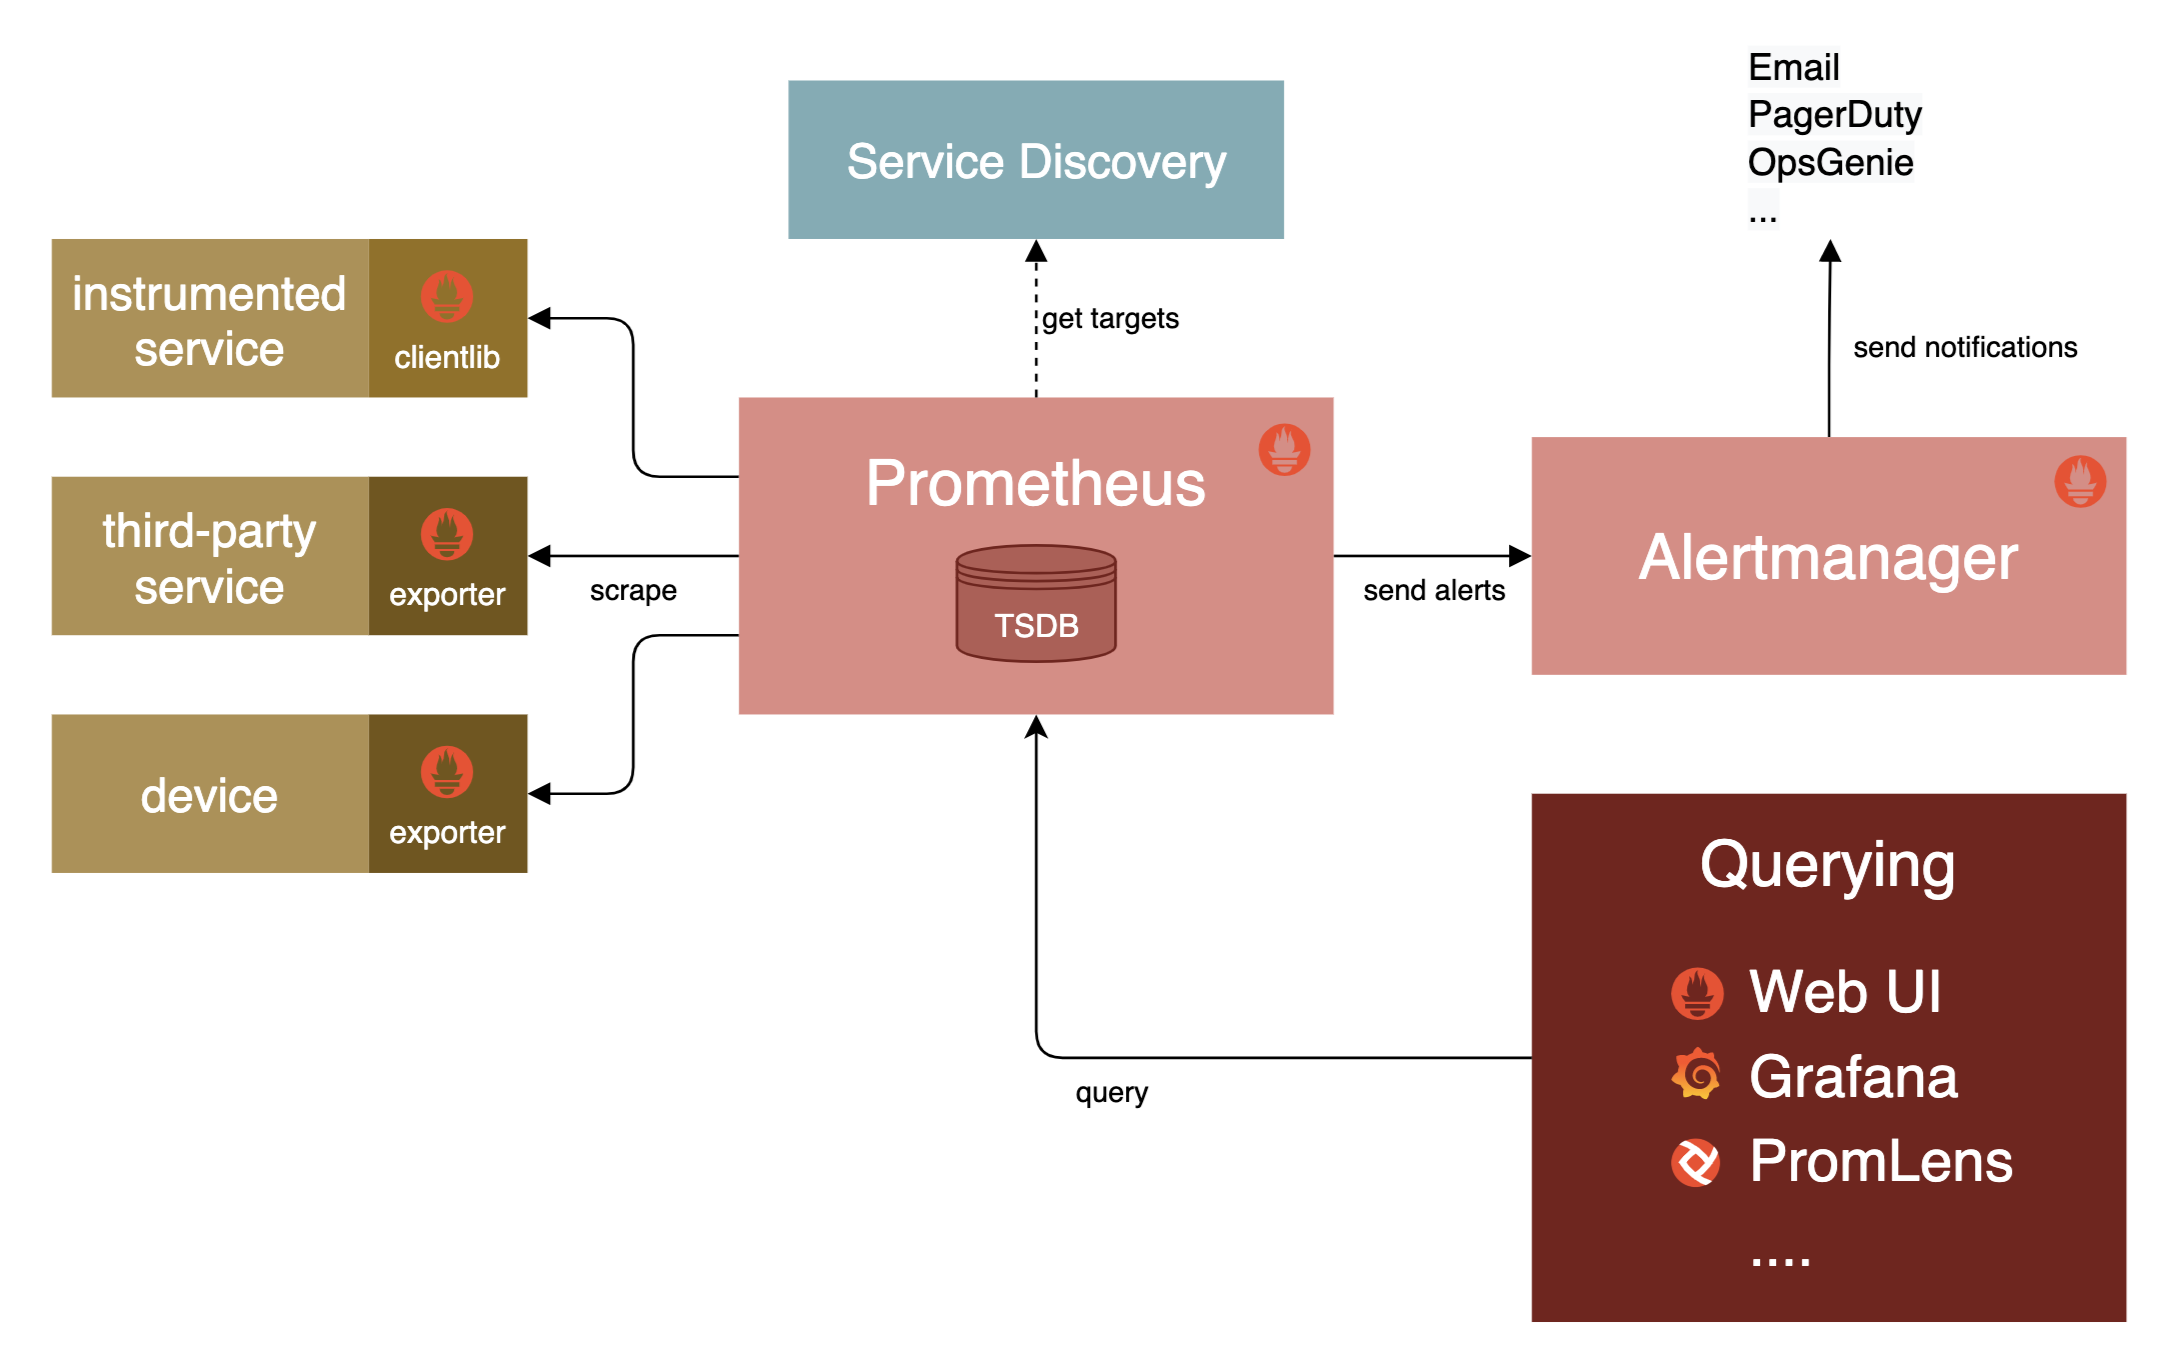 Email
PagerDuty
OpsGenie
...
Service Discovery
get targets
send notifications
instrumented
service
clientlib
third-party
service
exporter
device
exporter
scrape
Prometheus
TSDB
send alerts
Alertmanager
query
Querying
Web UI
Grafana
PromLens
....